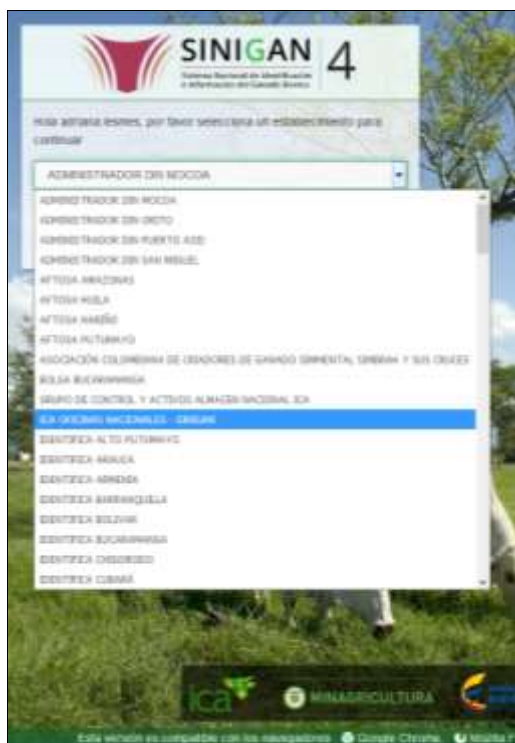 SINIGAN 4
Sistema Nacional de Identificación
e Información del Ganado Bovino
Hola adriana lesmes, por favor selecciona un establecimiento para
continuar
ADMINISTRADOR DIN MOCOA
ADMINISTRADOR DIN MOCOA
ADMINISTRADOR DIN ORITO
ADMINISTRADOR DIN PUERTO ASIS
ADMINISTRADOR DIN SAN MIGUEL
AFTOSA AMAZONAS
AFTOSA HUILA
AFTOSA NARIÑO
AFTOSA PUTUMAYO
ASOCIACIÓN COLOMBIANA DE CRIADORES DE GANADO SIMMENTAL SIMBRAH Y SUS CRUCES
BOLSA BUCARAMANGA
GRUPO DE CONTROL Y ACTIVOS ALMACEN NACIONAL ICA
ICA OFICINAS NACIONALES -
IDENTIFICA ALTO PUTUMAYO
IDENTIFICA ARAUCA
IDENTIFICA ARMENIA
IDENTIFICA BARRANQUILLA
IDENTIFICA BOLIVAR
IDENTIFICA BUCARAMANGA
IDENTIFICA CHIGORODO
IDENTIFICA CUBARÁ
ica MINAGRICULTURA
Esta versión es compatible con los navegadores Google Chrome, Mozilla F